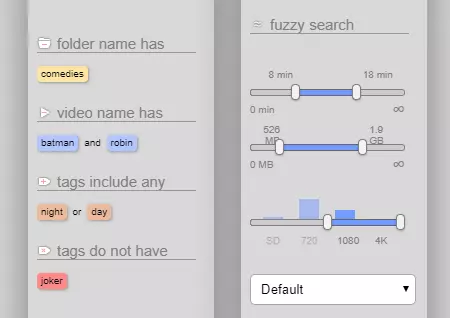 folder name has
comedies
video name has
batman and robin
tags include any
night or day
tags do not have
joker
fuzzy search
8 min 18 min
0 min ∞
526 MB 1.9 GB
0 MB ∞
SD 720 1080 4K
Default